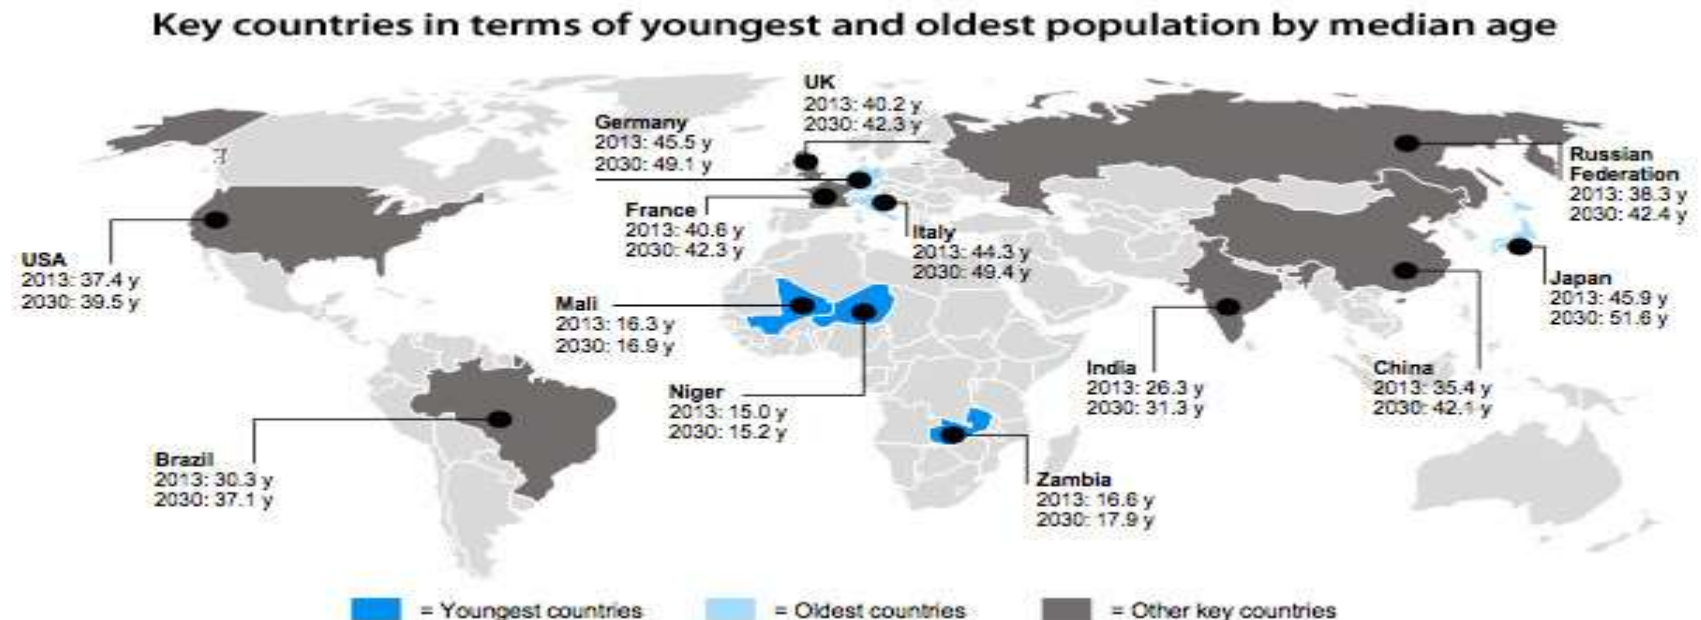 Key countries in terms of youngest and oldest population by median age
UK
2013: 40.2 y
2030: 42.3 y
Germany
2013: 45.5 y
2030: 49.1 y
Russian
Federation
2013: 38.3 y
2030: 42.4 y
France
2013: 40.6 y
2030: 42.3 y
Italy
2013: 44.3 y
2030: 49.4 y
USA
2013: 37.4 y
2030: 39.5 y
Japan
2013: 45.9 y
2030: 51.6 y
Mali
2013: 16.3 y
2030: 16.9 y
India
2013: 26.3 y
2030: 31.3 y
China
2013: 35.4 y
2030: 42.1 y
Niger
2013: 15.0 y
2030: 15.2 y
Brazil
2013: 30.3 y
2030: 37.1 y
Zambia
2013: 16.6 y
2030: 17.9 y
= Youngest countries
= Oldest countries
= Other key countries